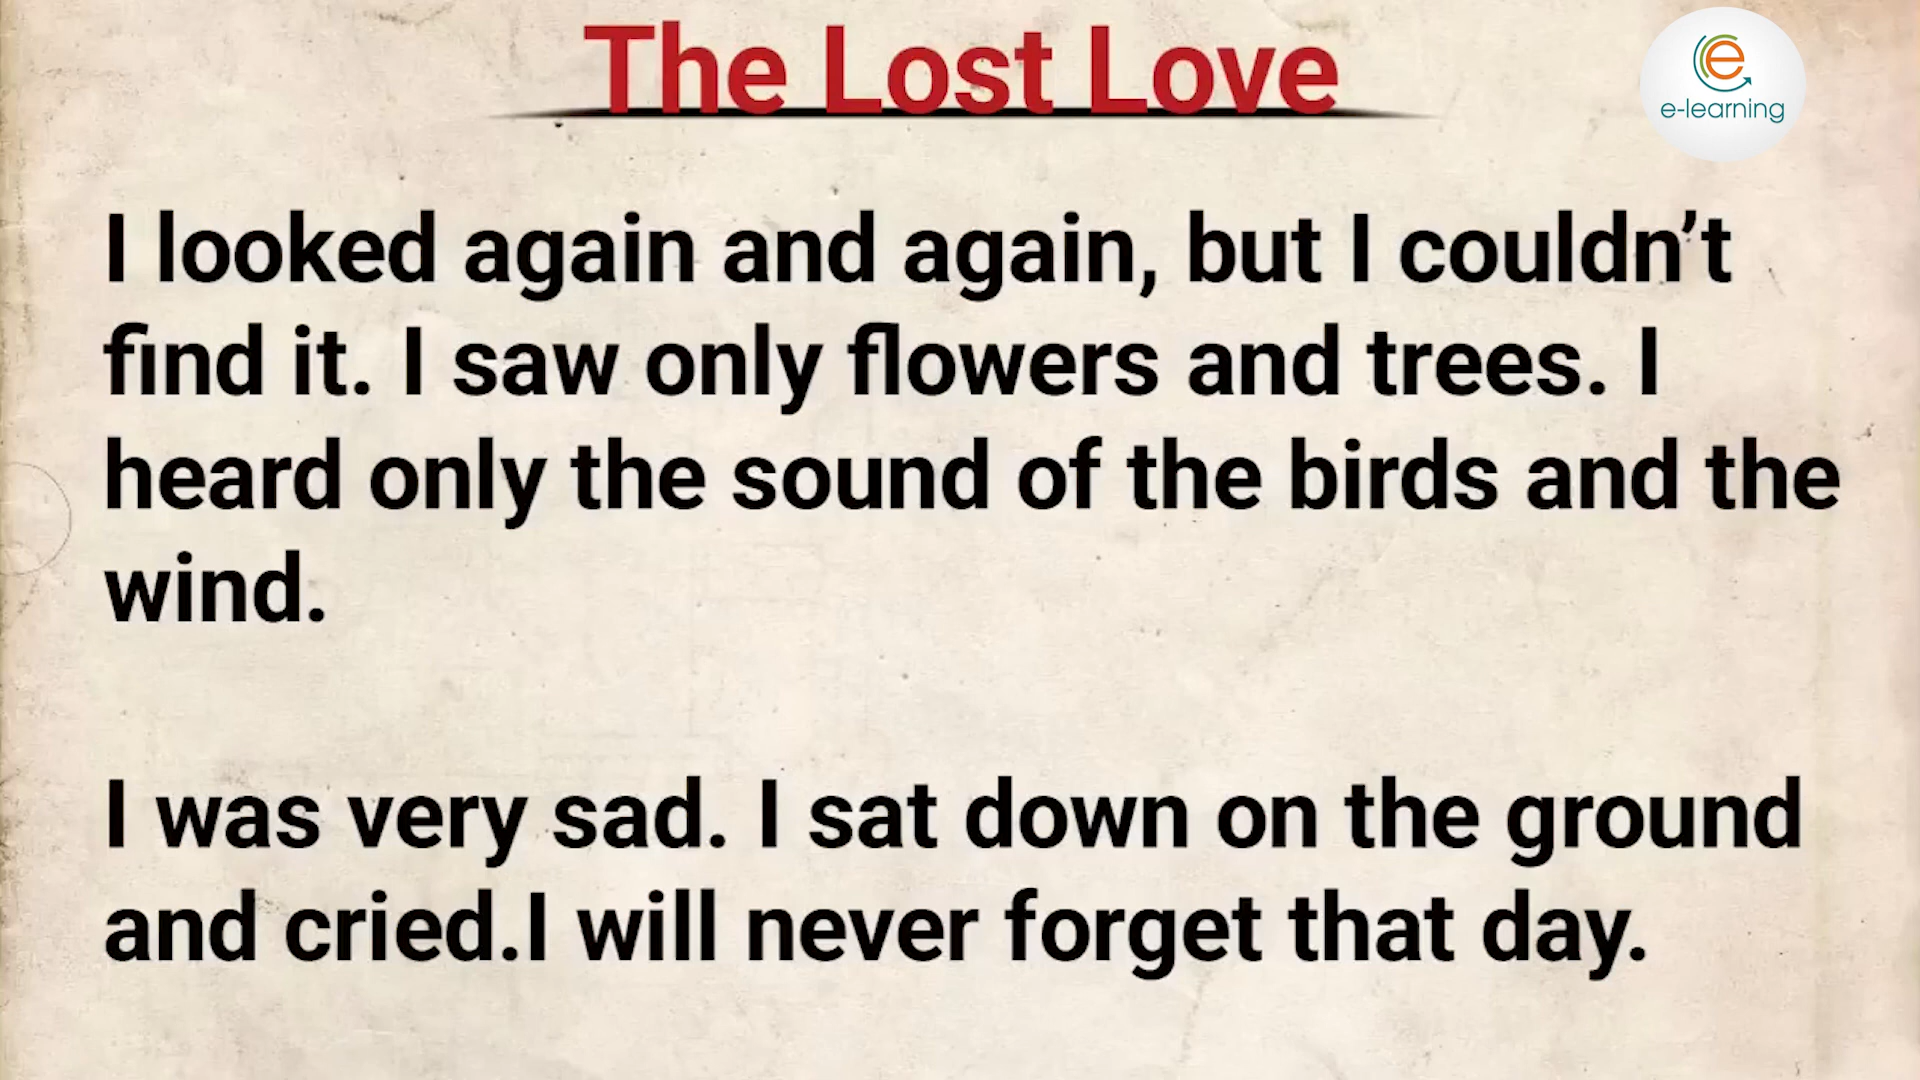 The Lost Love
e
e-learning
I looked again and again, but I couldn’t
find it. I saw only flowers and trees. I
heard only the sound of the birds and the
wind.
I was very sad. I sat down on the ground
and cried.I will never forget that day.